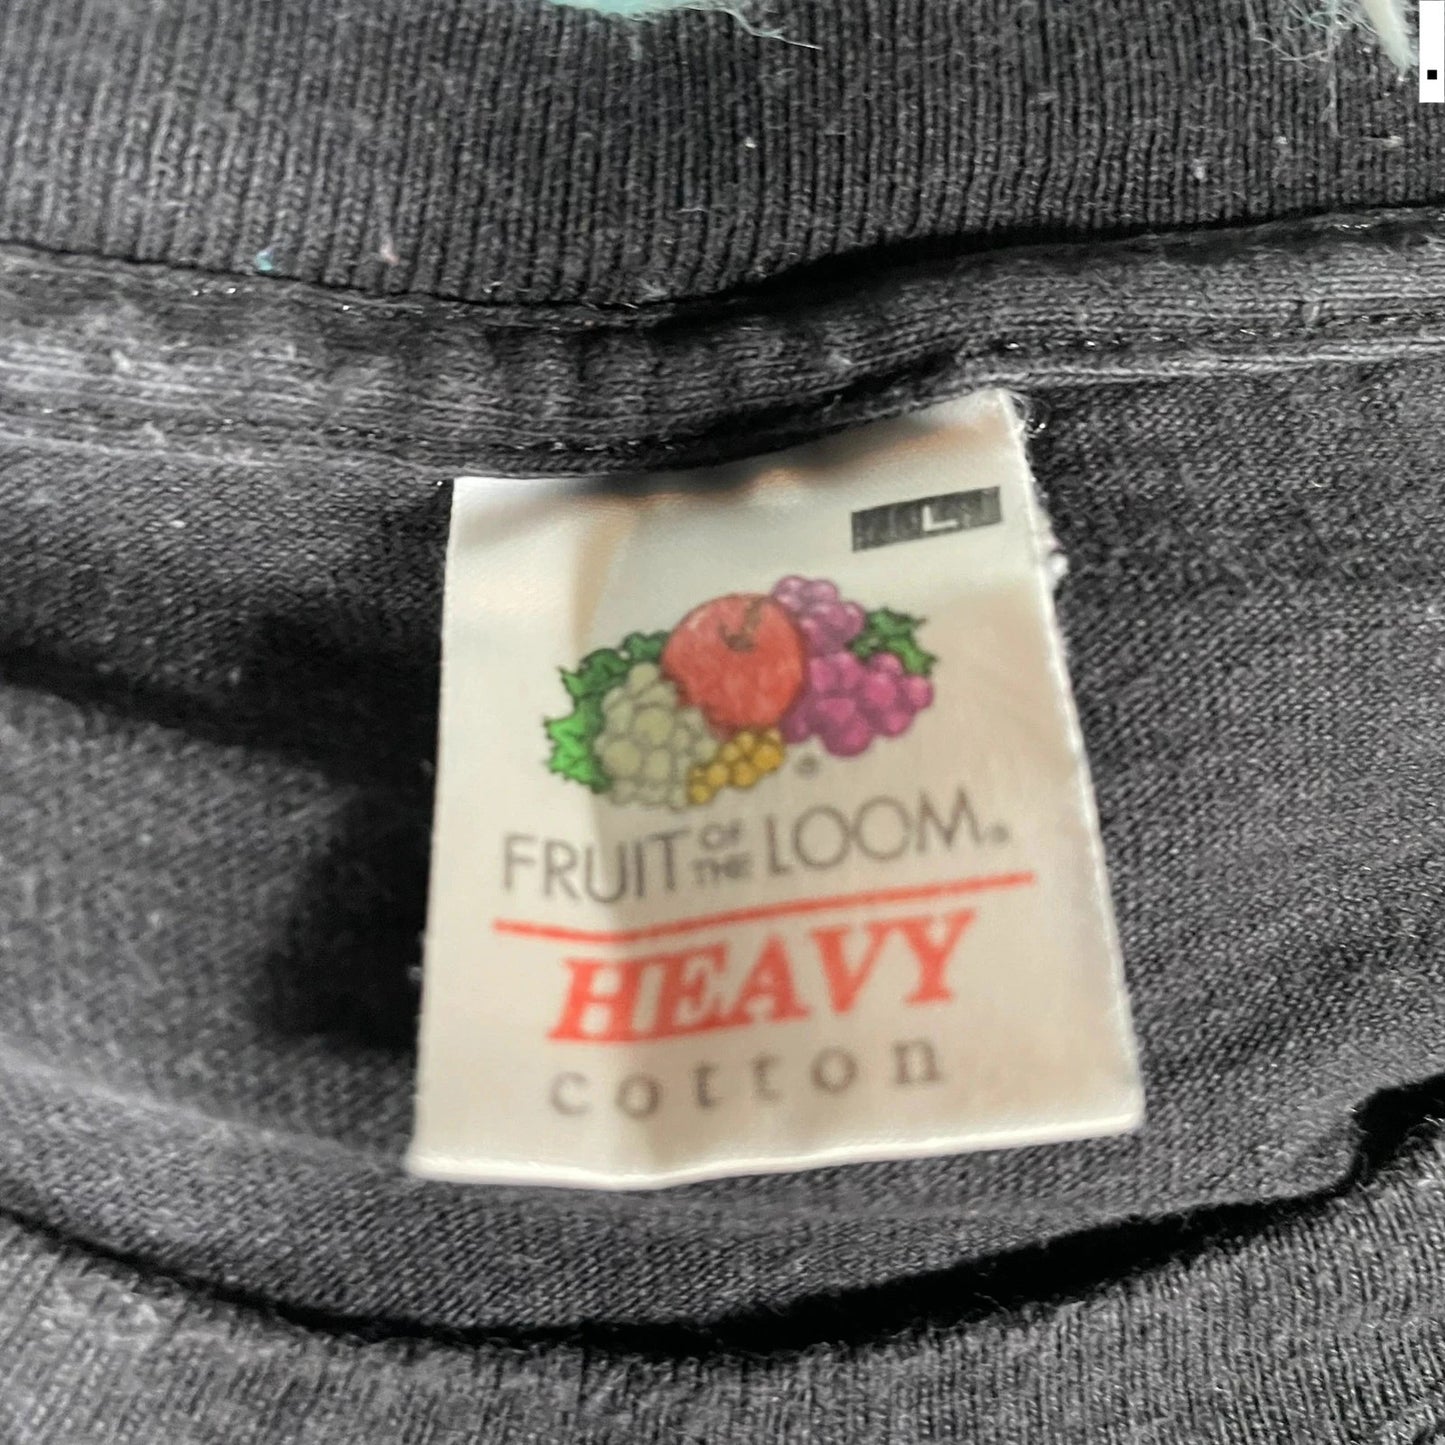 L
®
FRUIT OF THE LOOM®
HEAVY
cotton
.